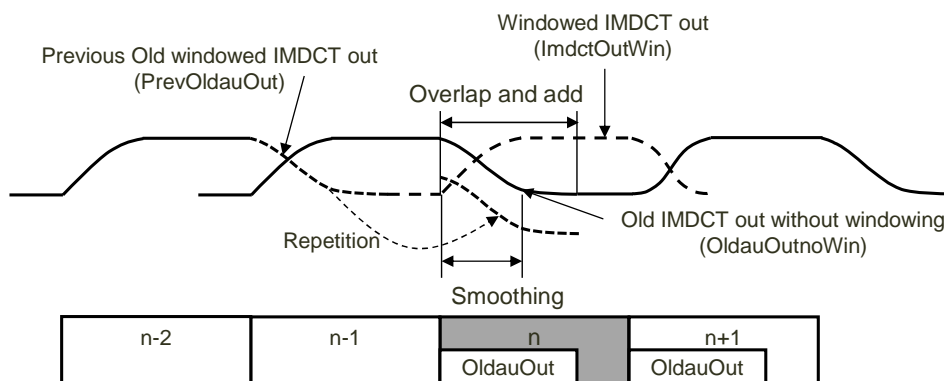 Windowed IMDCT out
(ImdctOutWin)
Previous Old windowed IMDCT out
(PrevOldauOut)
Overlap and add
Repetition
Old IMDCT out without windowing
(OldauOutnoWin)
Smoothing
n-2
n-1
n
n+1
OldauOut
OldauOut